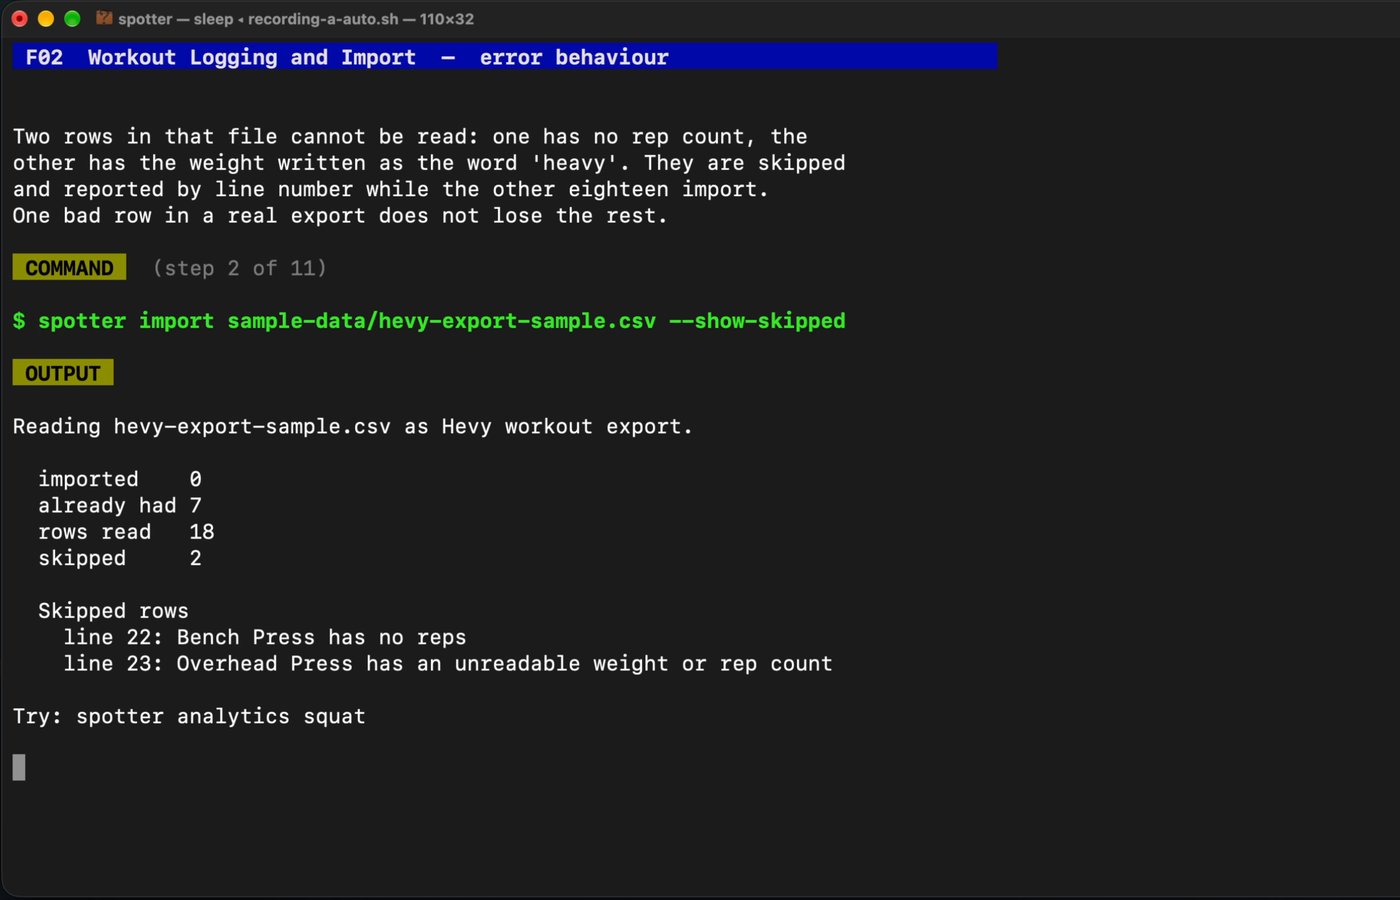 spotter — sleep ◂ recording-a-auto.sh — 110×32
F02  Workout Logging and Import  —  error behaviour
Two rows in that file cannot be read: one has no rep count, the
other has the weight written as the word 'heavy'. They are skipped
and reported by line number while the other eighteen import.
One bad row in a real export does not lose the rest.
COMMAND  (step 2 of 11)
$ spotter import sample-data/hevy-export-sample.csv --show-skipped
OUTPUT
Reading hevy-export-sample.csv as Hevy workout export.
imported    0
already had 7
rows read   18
skipped     2
Skipped rows
line 22: Bench Press has no reps
line 23: Overhead Press has an unreadable weight or rep count
Try: spotter analytics squat